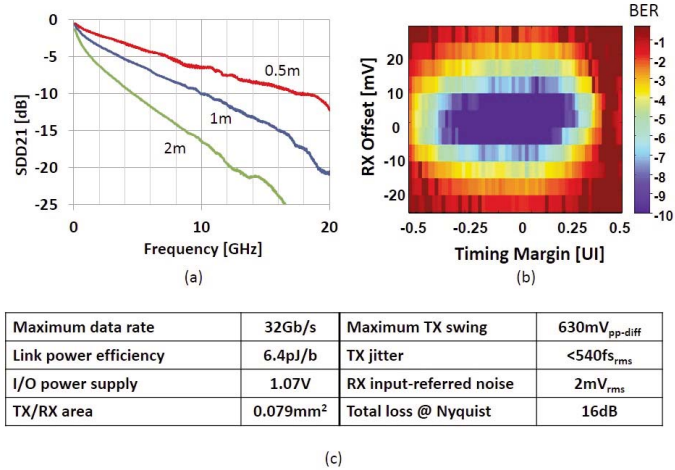 0
-5
-10
-15
-20
-25
SDD21 [dB]
0.5m
1m
2m
0
10
20
Frequency [GHz]
(a)
BER
20
10
0
-10
-20
RX Offset [mV]
-0.5
-0.25
0
0.25
0.5
Timing Margin [UI]
(b)
-1
-2
-3
-4
-5
-6
-7
-8
-9
-10
Maximum data rate 32Gb/s Maximum TX swing 630mVpp-diff
Link power efficiency 6.4pJ/b TX jitter <540fsrms
I/O power supply 1.07V RX input-referred noise 2mVrms
TX/RX area 0.079mm² Total loss @ Nyquist 16dB
(c)